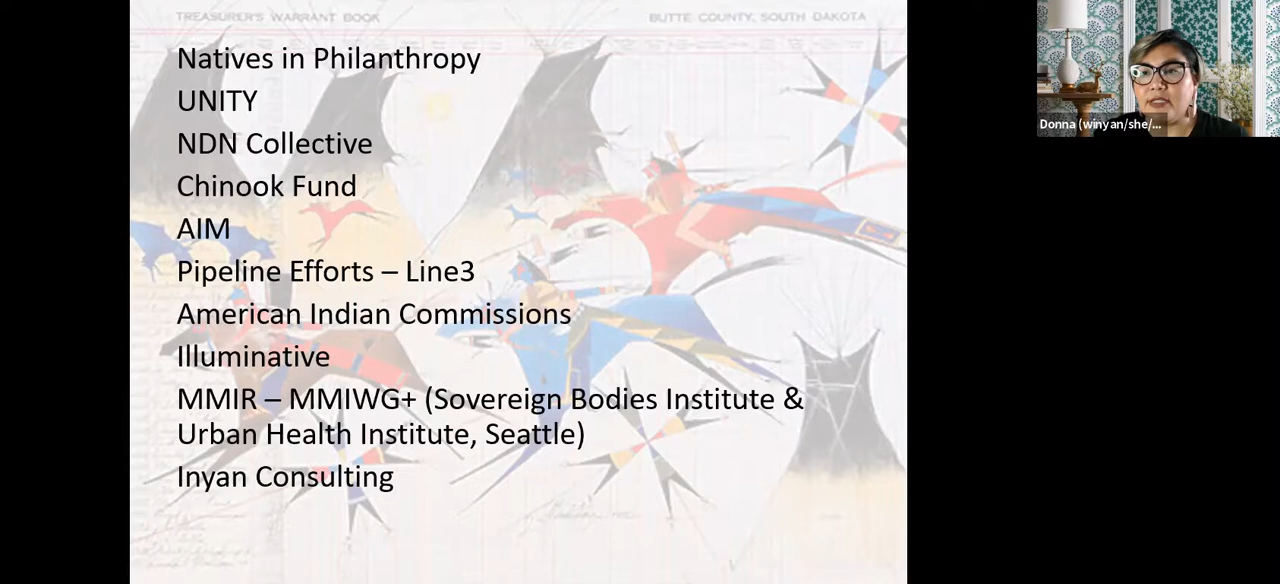 TREASURER'S WARRANT BOOK
BUTTE COUNTY, SOUTH DAKOTA
Natives in Philanthropy
UNITY
NDN Collective
Chinook Fund
AIM
Pipeline Efforts – Line3
American Indian Commissions
Illuminative
MMIR – MMIWG+ (Sovereign Bodies Institute &
Urban Health Institute, Seattle)
Inyan Consulting
Donna (winyan/she/...